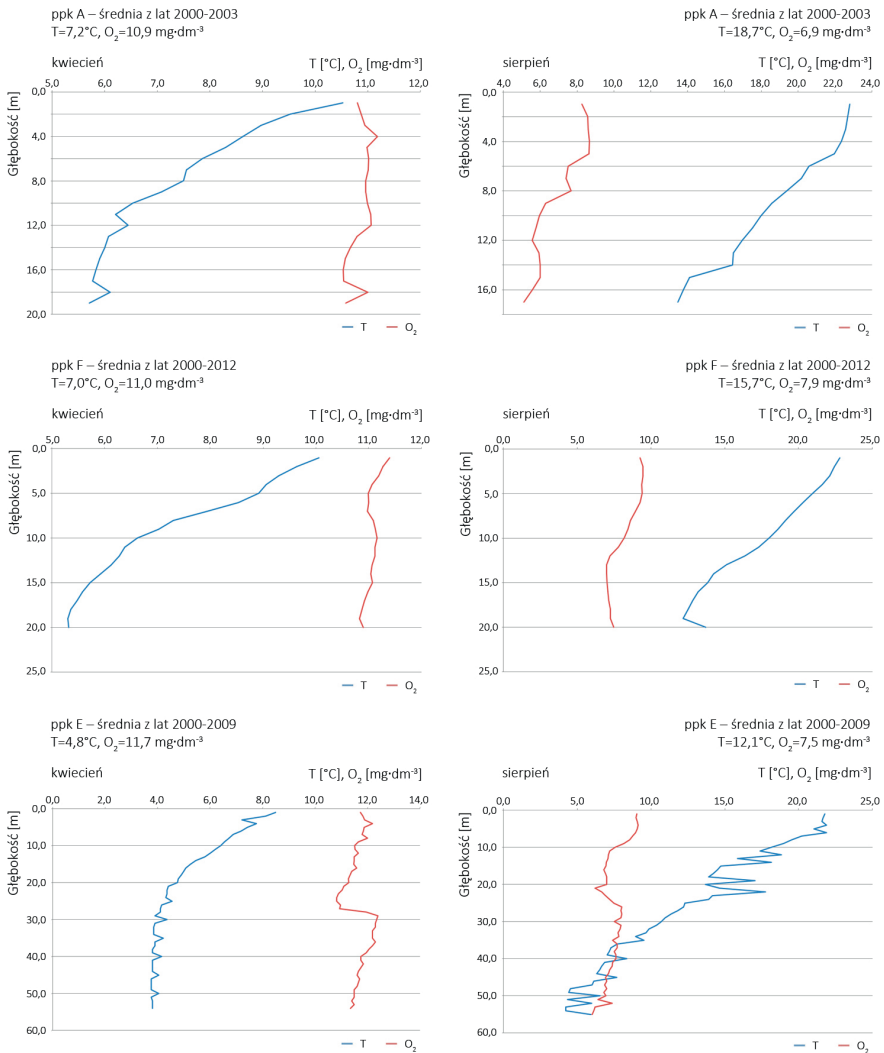 ppk A – średnia z lat 2000-2003
T=7,2°C, O₂=10,9 mg·dm⁻³
kwiecień T [°C], O₂ [mg·dm⁻³]
5,0 6,0 7,0 8,0 9,0 10,0 11,0 12,0
Głębokość [m]
0,0
4,0
8,0
12,0
16,0
20,0
T O₂
ppk A – średnia z lat 2000-2003
T=18,7°C, O₂=6,9 mg·dm⁻³
sierpień T [°C], O₂ [mg·dm⁻³]
4,0 6,0 8,0 10,0 12,0 14,0 16,0 18,0 20,0 22,0 24,0
Głębokość [m]
0,0
4,0
8,0
12,0
16,0
T O₂
ppk F – średnia z lat 2000-2012
T=7,0°C, O₂=11,0 mg·dm⁻³
kwiecień T [°C], O₂ [mg·dm⁻³]
5,0 6,0 7,0 8,0 9,0 10,0 11,0 12,0
Głębokość [m]
0,0
5,0
10,0
15,0
20,0
25,0
T O₂
ppk F – średnia z lat 2000-2012
T=15,7°C, O₂=7,9 mg·dm⁻³
sierpień T [°C], O₂ [mg·dm⁻³]
0,0 5,0 10,0 15,0 20,0 25,0
Głębokość [m]
0,0
5,0
10,0
15,0
20,0
25,0
T O₂
ppk E – średnia z lat 2000-2009
T=4,8°C, O₂=11,7 mg·dm⁻³
kwiecień T [°C], O₂ [mg·dm⁻³]
0,0 2,0 4,0 6,0 8,0 10,0 12,0 14,0
Głębokość [m]
0,0
10,0
20,0
30,0
40,0
50,0
60,0
T O₂
ppk E – średnia z lat 2000-2009
T=12,1°C, O₂=7,5 mg·dm⁻³
sierpień T [°C], O₂ [mg·dm⁻³]
0,0 5,0 10,0 15,0 20,0 25,0
Głębokość [m]
0,0
10,0
20,0
30,0
40,0
50,0
60,0
T O₂